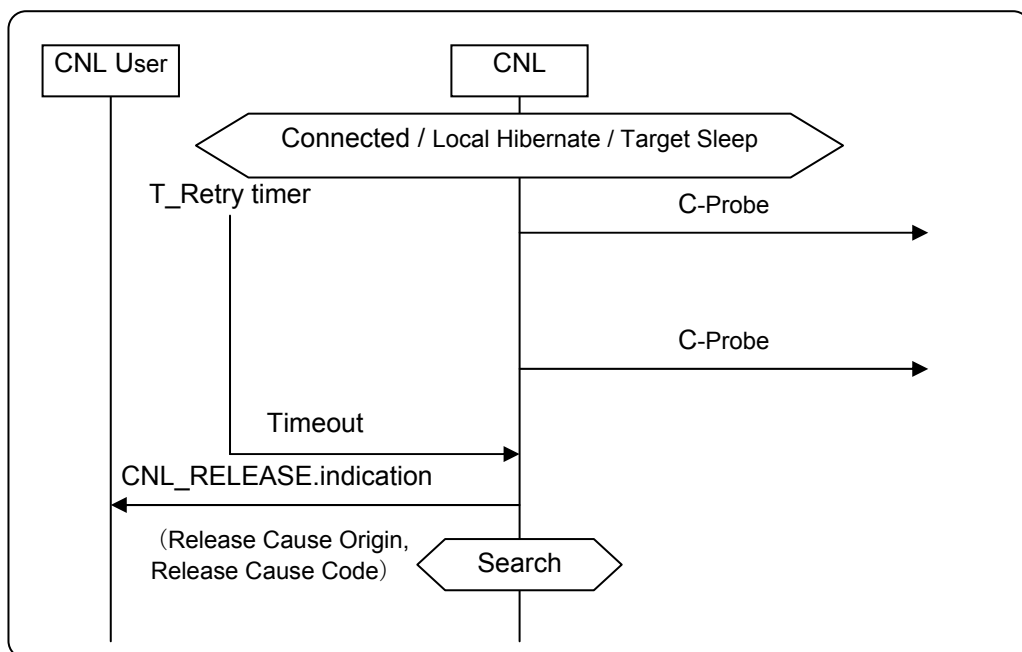 CNL User
CNL
Connected / Local Hibernate / Target Sleep
T_Retry timer
C-Probe
C-Probe
Timeout
CNL_RELEASE.indication
（Release Cause Origin,
Release Cause Code）
Search